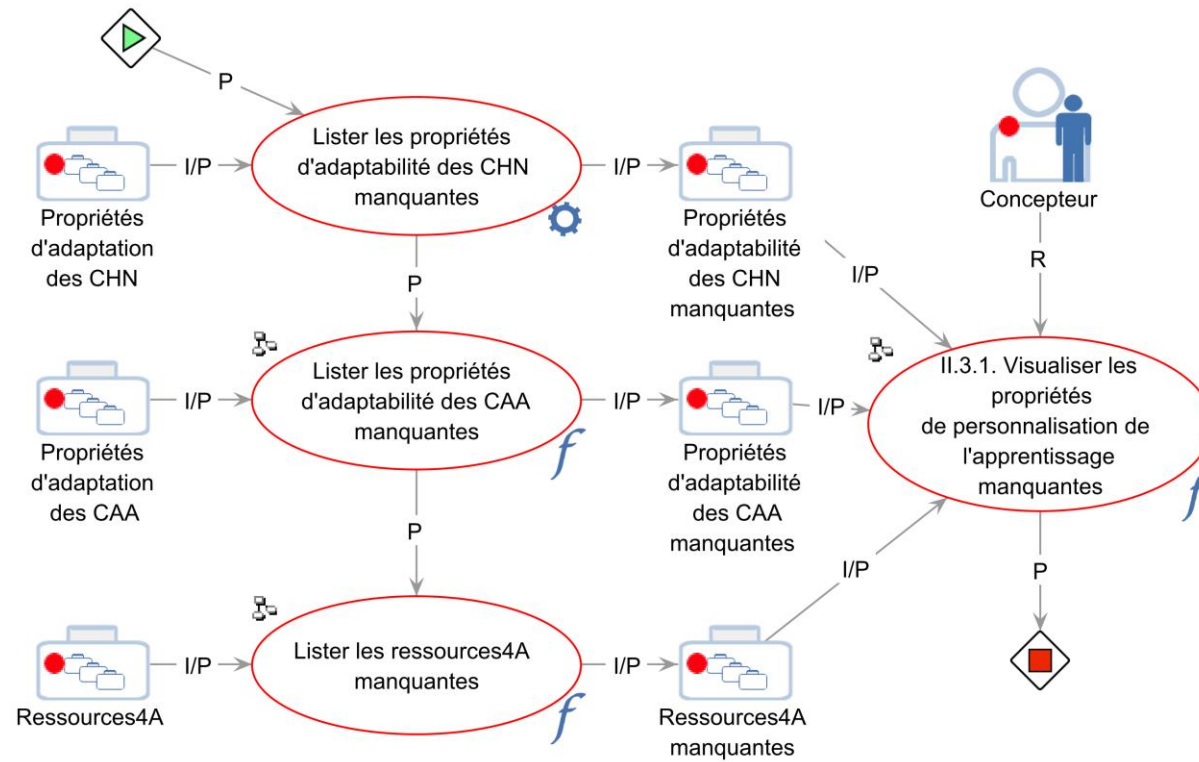 P
Lister les propriétés
d'adaptabilité des CHN
manquantes
I/P
I/P
Propriétés
d'adaptation
des CHN
Propriétés
d'adaptabilité
des CHN
manquantes
Concepteur
P
I/P
R
Lister les propriétés
d'adaptabilité des CAA
manquantes
I/P
I/P
I/P
II.3.1. Visualiser les
propriétés
de personnalisation de
l'apprentissage
manquantes
f
f
Propriétés
d'adaptation
des CAA
Propriétés
d'adaptabilité
des CAA
manquantes
P
I/P
P
Lister les ressources4A
manquantes
I/P
I/P
f
Ressources4A
Ressources4A
manquantes